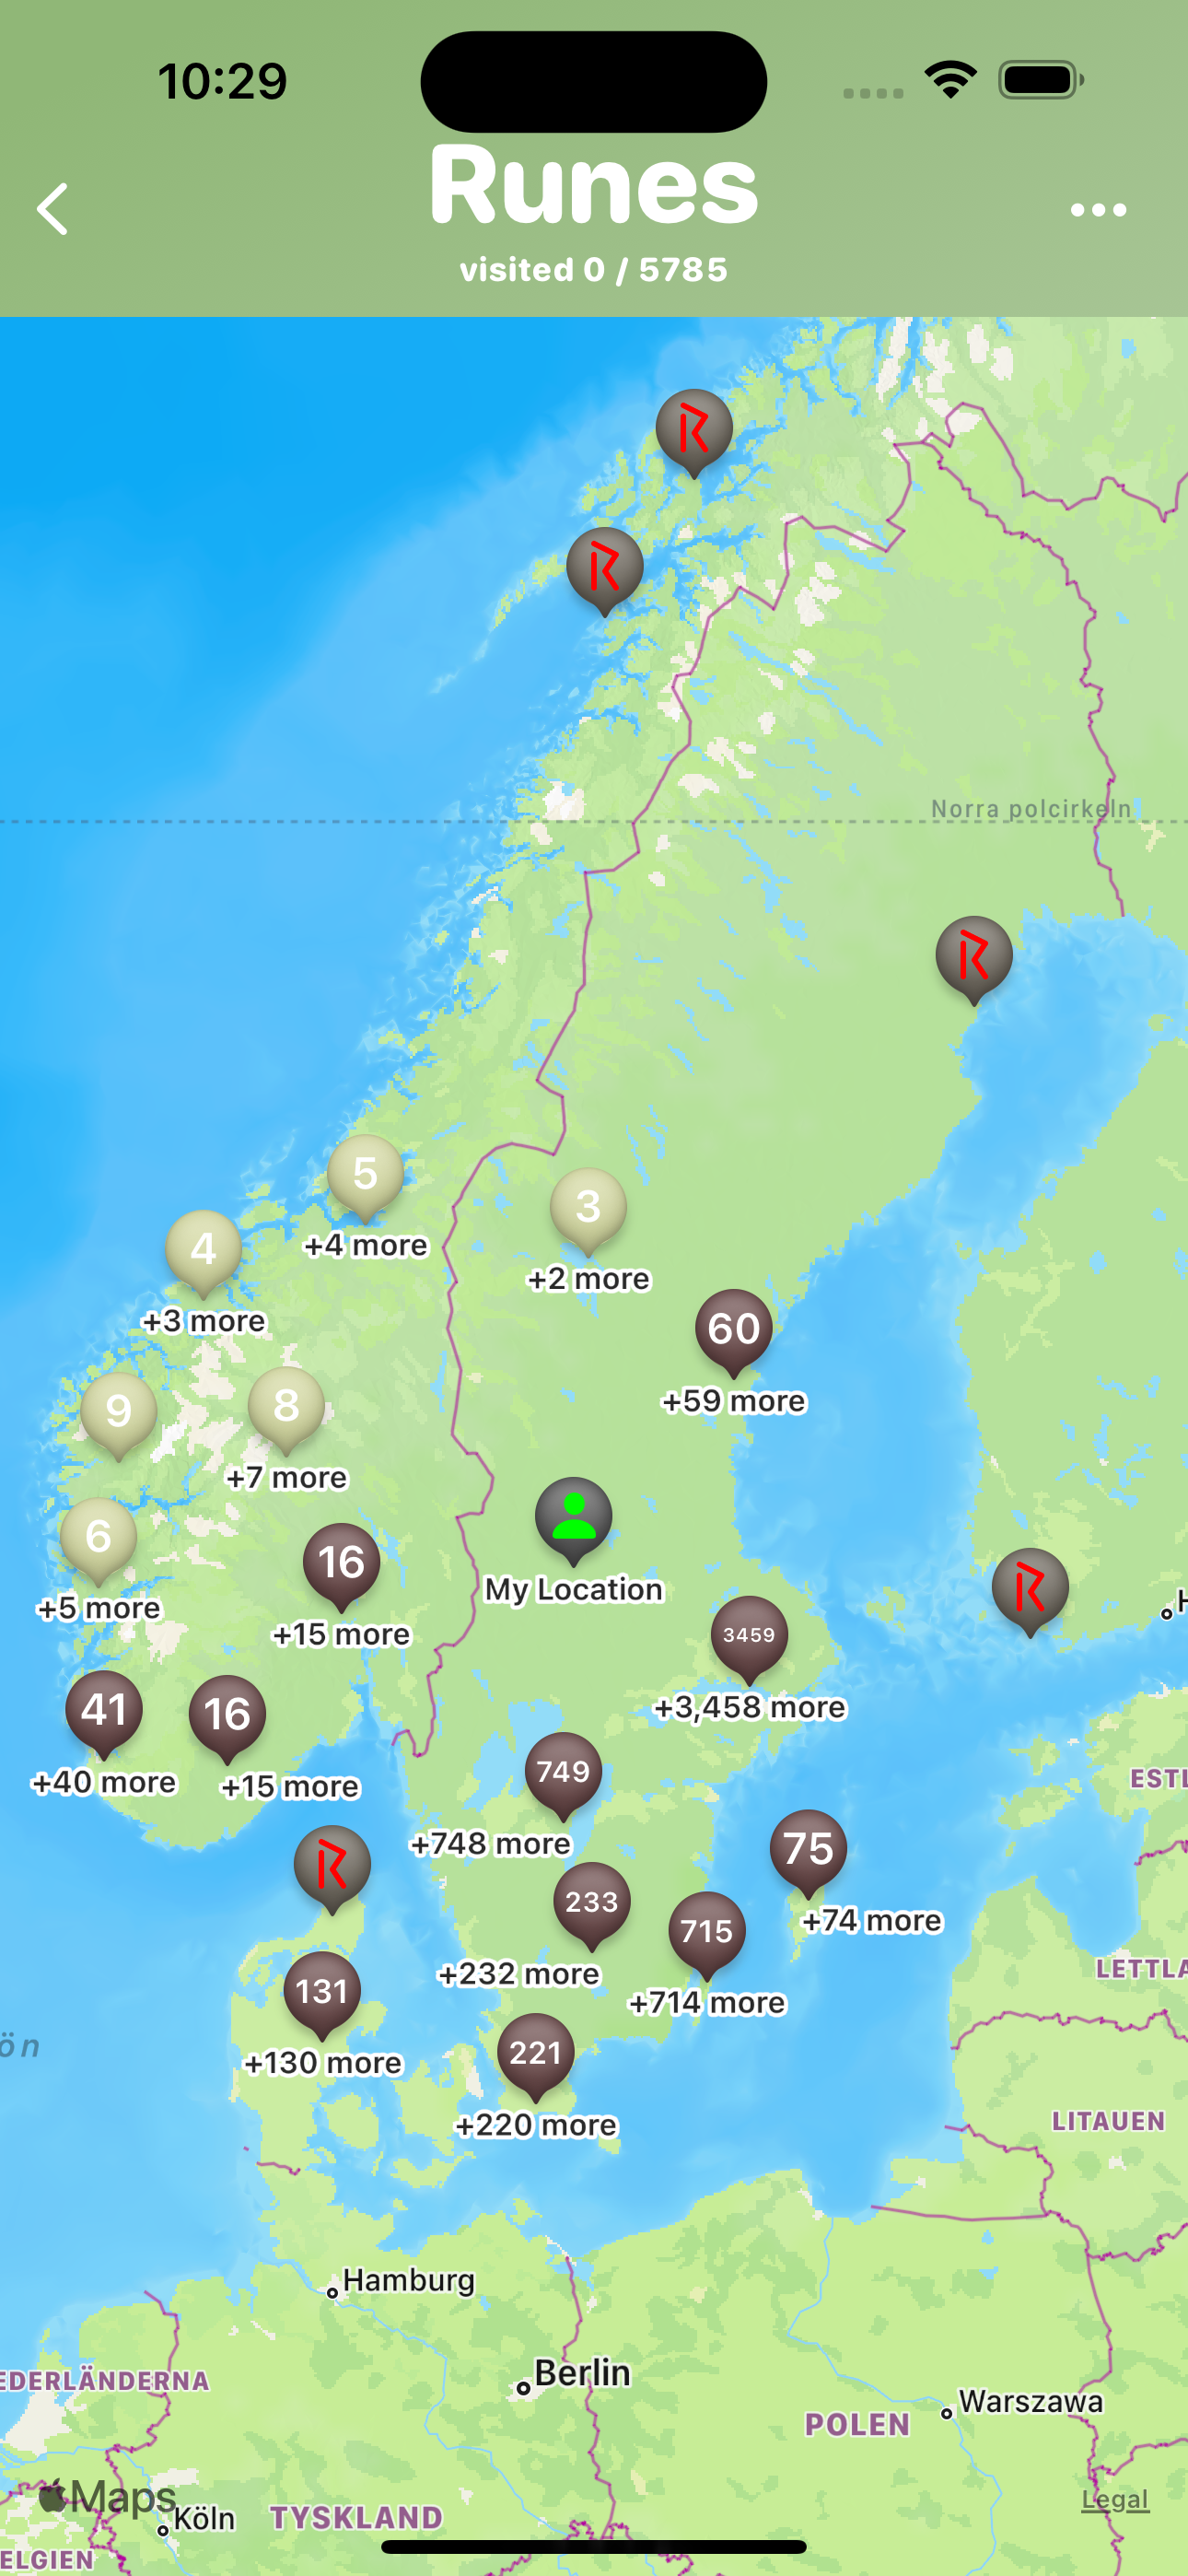 10:29
Runes
visited 0 / 5785
Norra polcirkeln
5
+4 more
3
+2 more
4
+3 more
60
+59 more
9
8
+7 more
6
+5 more
16
+15 more
My Location
3459
+3,458 more
41
+40 more
16
+15 more
749
+748 more
ESTL
75
+74 more
233
+232 more
715
+714 more
LETTLA
131
+130 more
ön
221
+220 more
LITAUEN
Hamburg
Berlin
EDERLÄNDERNA
Warszawa
POLEN
Maps
Legal
Köln
TYSKLAND
ELGIEN